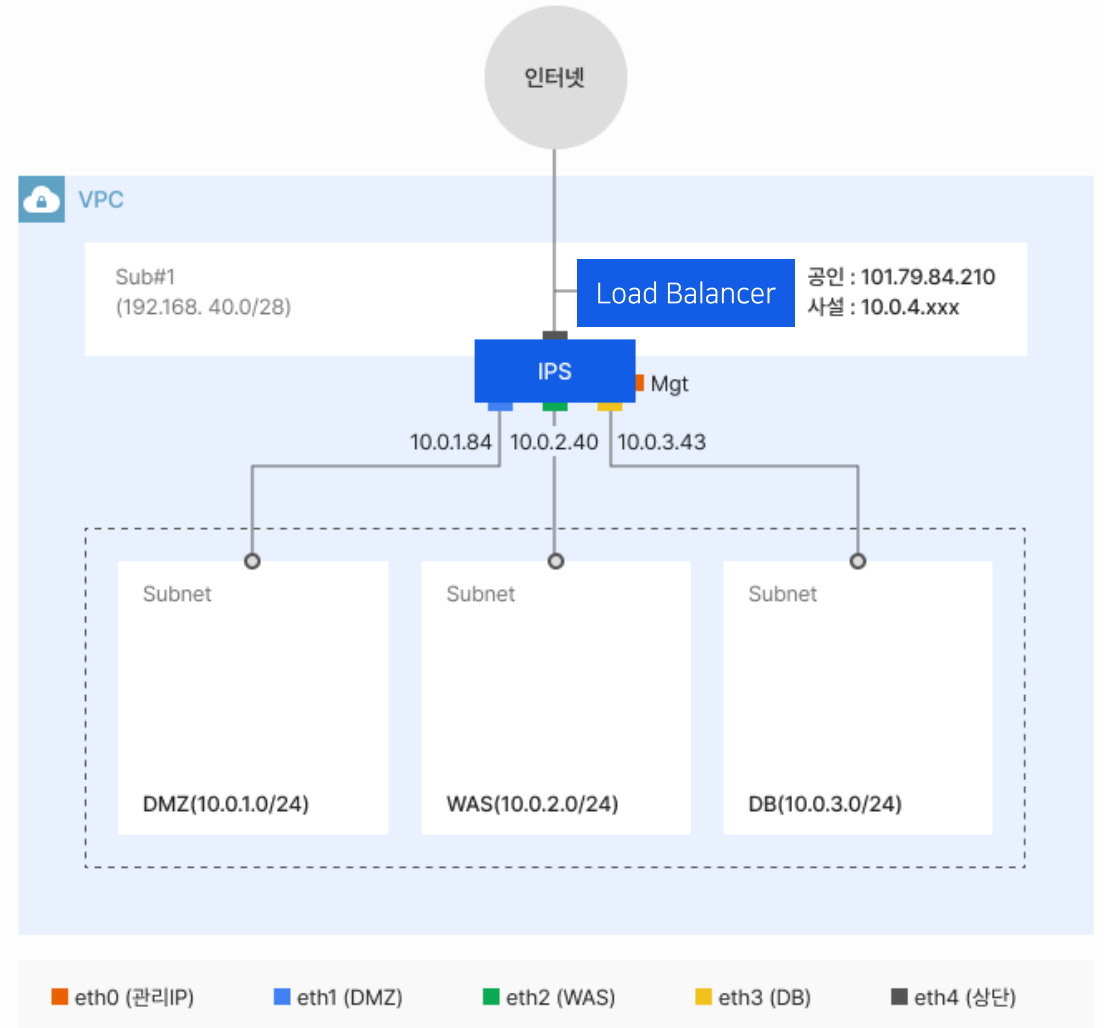 인터넷
VPC
Sub#1
(192.168. 40.0/28)
Load Balancer
공인 : 101.79.84.210
사설 : 10.0.4.xxx
IPS
Mgt
10.0.1.84
10.0.2.40
10.0.3.43
Subnet
DMZ(10.0.1.0/24)
Subnet
WAS(10.0.2.0/24)
Subnet
DB(10.0.3.0/24)
eth0 (관리IP)
eth1 (DMZ)
eth2 (WAS)
eth3 (DB)
eth4 (상단)